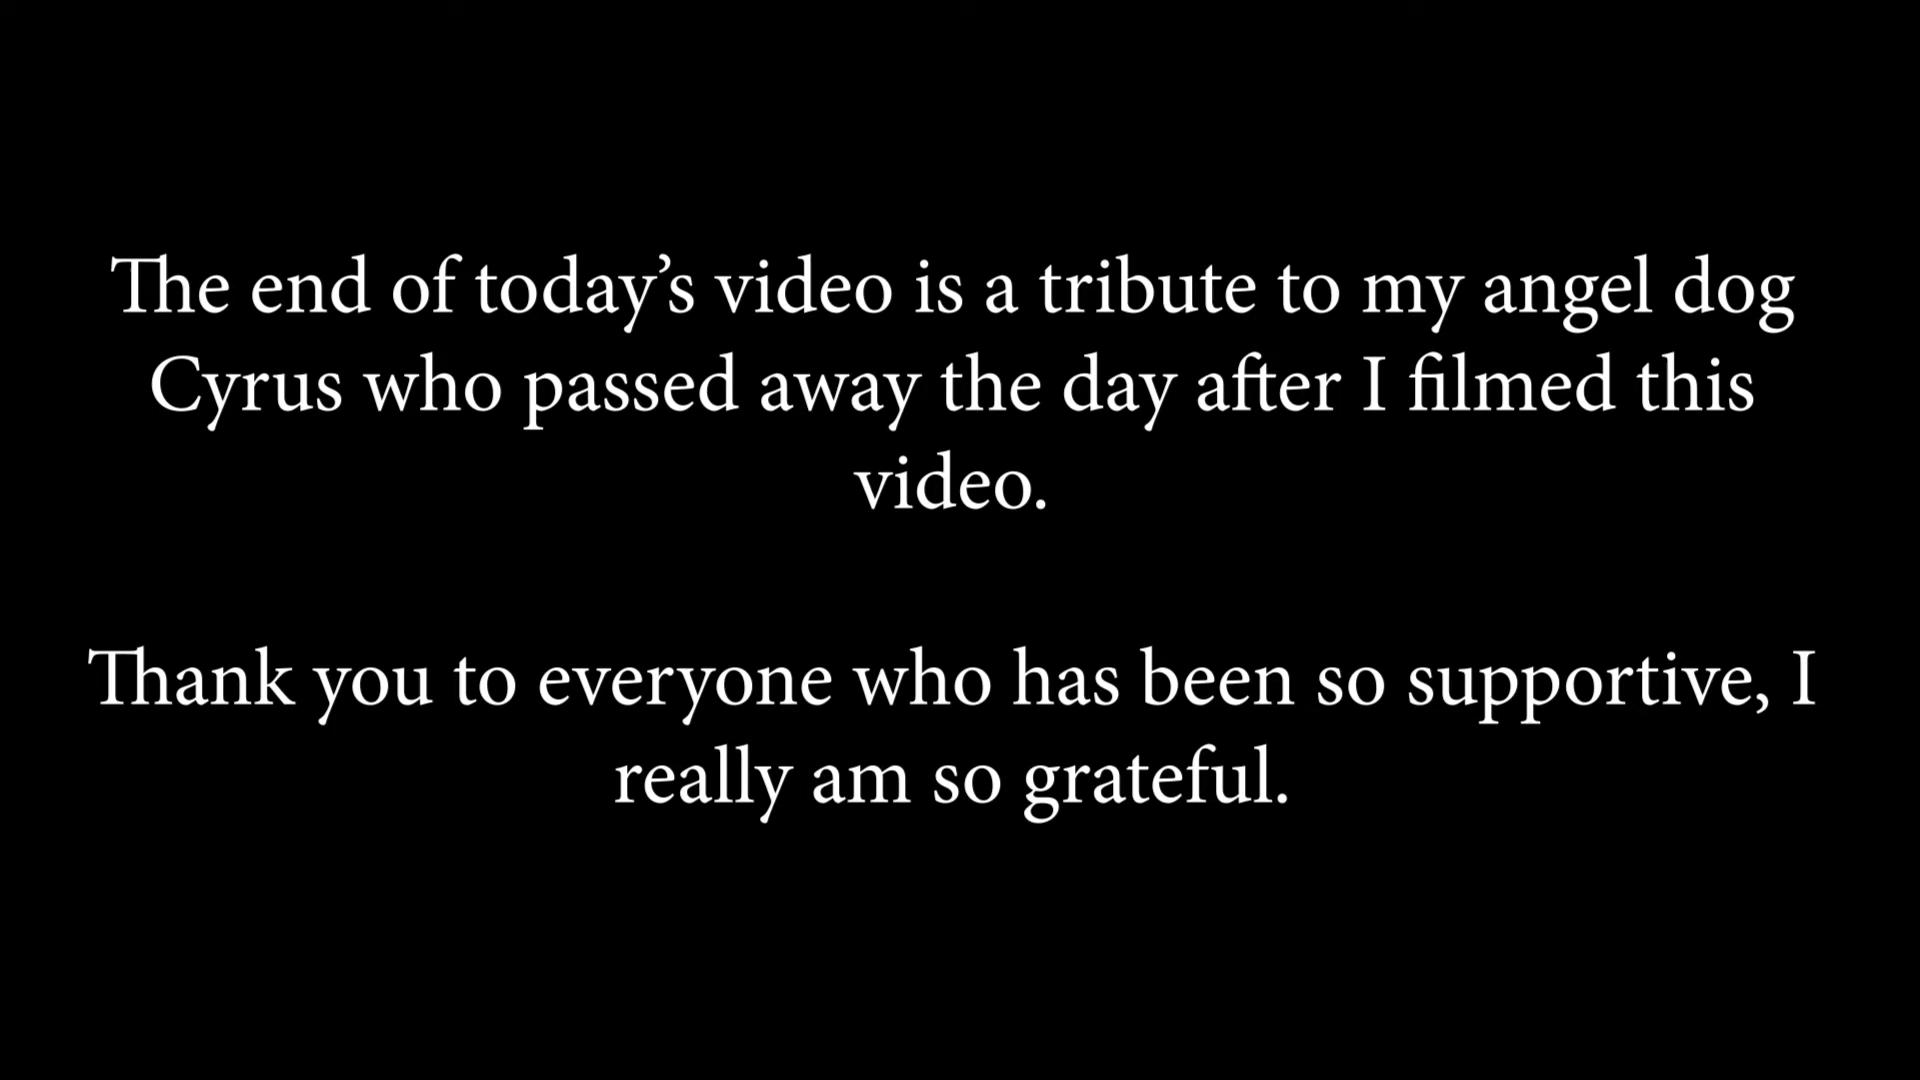 The end of today’s video is a tribute to my angel dog
Cyrus who passed away the day after I filmed this
video.
Thank you to everyone who has been so supportive, I
really am so grateful.